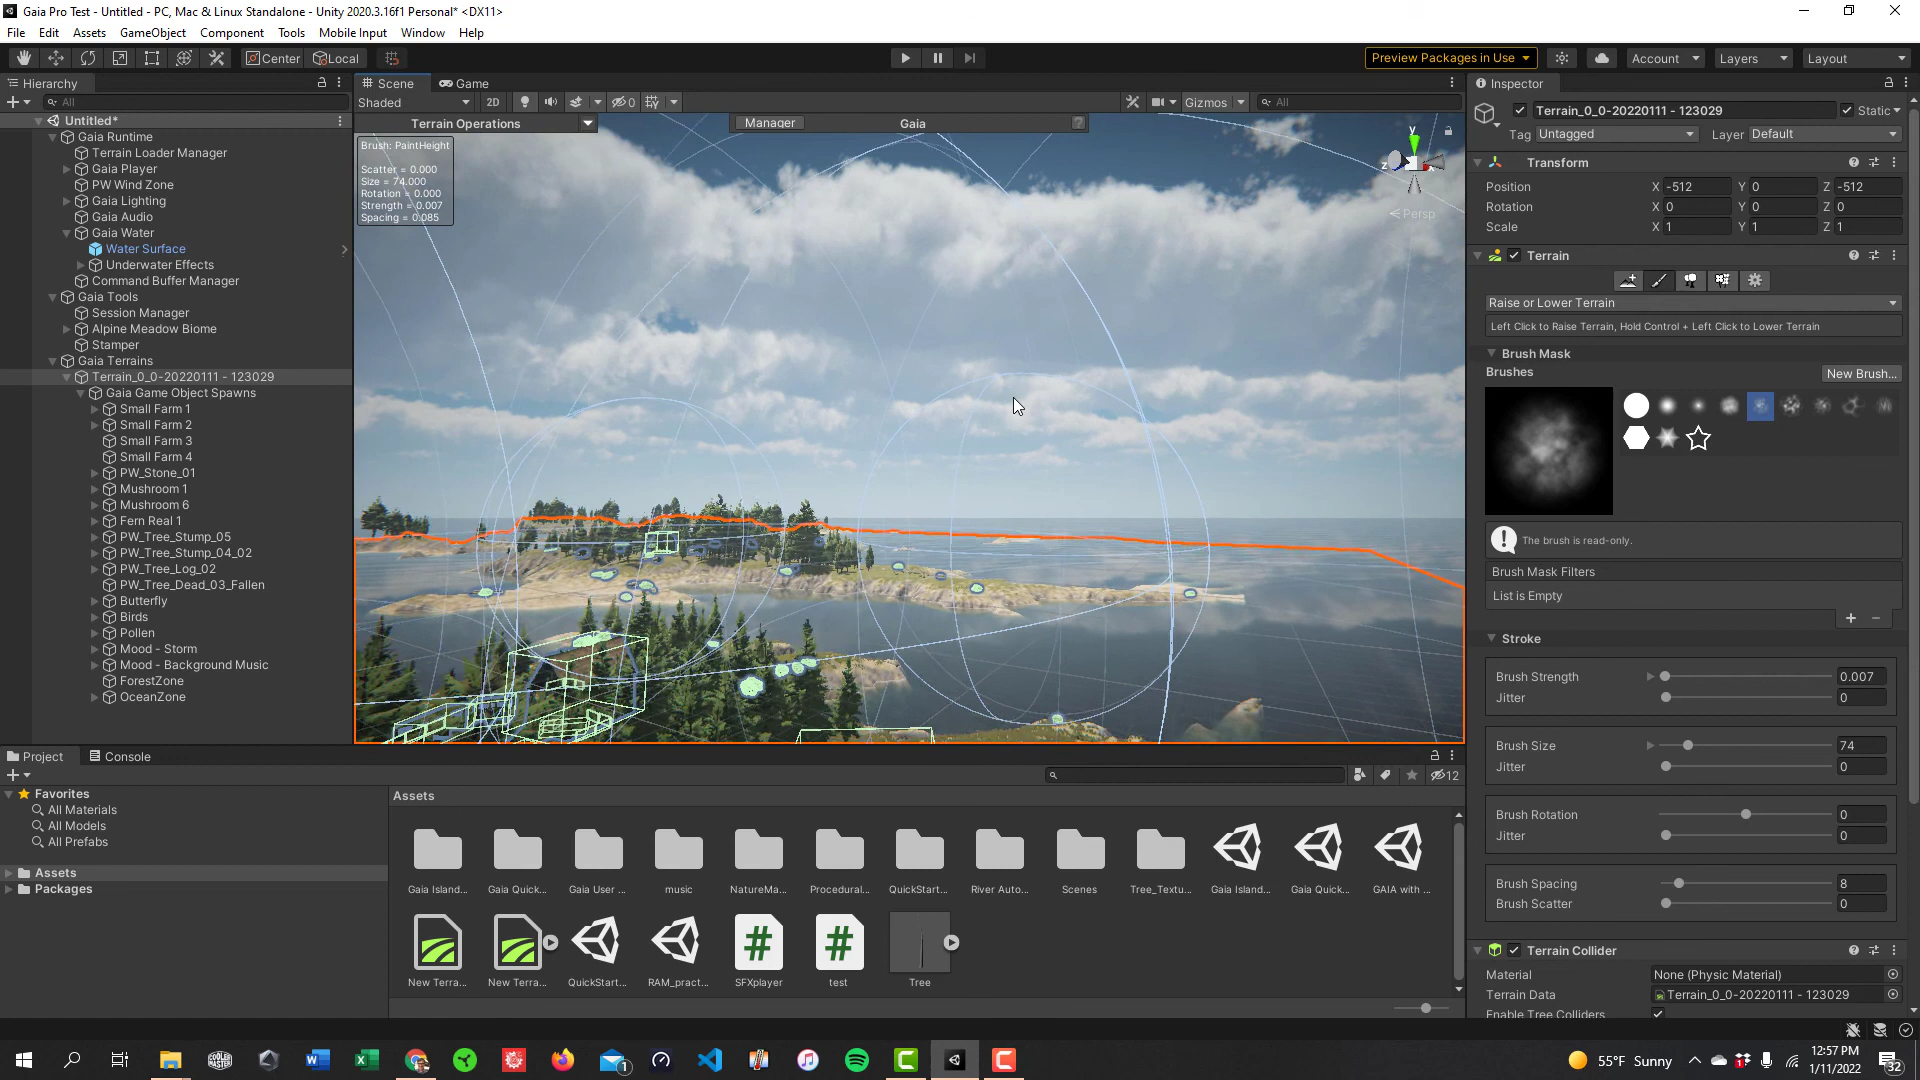 Gaia Pro Test - Untitled - PC, Mac & Linux Standalone - Unity 2020.3.16f1 Personal* <DX11>
File Edit Assets GameObject Component Tools Mobile Input Window Help
Center Local
Preview Packages in Use
Account
Layers
Layout
Hierarchy
All
Untitled*
Gaia Runtime
Terrain Loader Manager
Gaia Player
PW Wind Zone
Gaia Lighting
Gaia Audio
Gaia Water
Water Surface
Underwater Effects
Command Buffer Manager
Gaia Tools
Session Manager
Alpine Meadow Biome
Stamper
Gaia Terrains
Terrain_0_0-20220111 - 123029
Gaia Game Object Spawns
Small Farm 1
Small Farm 2
Small Farm 3
Small Farm 4
PW_Stone_01
Mushroom 1
Mushroom 6
Fern Real 1
PW_Tree_Stump_05
PW_Tree_Stump_04_02
PW_Tree_Log_02
PW_Tree_Dead_03_Fallen
Butterfly
Birds
Pollen
Mood - Storm
Mood - Background Music
ForestZone
OceanZone
Scene Game
Shaded 2D 0 Gizmos All
Terrain Operations
Manager Gaia ?
Brush: PaintHeight
Scatter = 0.000
Size = 74.000
Rotation = 0.000
Strength = 0.007
Spacing = 0.085
y
z x
Persp
Inspector
Terrain_0_0-20220111 - 123029 Static
Tag Untagged Layer Default
Transform
Position X -512 Y 0 Z -512
Rotation X 0 Y 0 Z 0
Scale X 1 Y 1 Z 1
Terrain
Raise or Lower Terrain
Left Click to Raise Terrain, Hold Control + Left Click to Lower Terrain
Brush Mask
Brushes New Brush...
The brush is read-only.
Brush Mask Filters
List is Empty
+ −
Stroke
Brush Strength 0.007
Jitter 0
Brush Size 74
Jitter 0
Brush Rotation 0
Jitter 0
Brush Spacing 8
Brush Scatter 0
Terrain Collider
Material None (Physic Material)
Terrain Data Terrain_0_0-20220111 - 123029
Enable Tree Colliders
Project Console
12
Favorites
All Materials
All Models
All Prefabs
Assets
Packages
Assets
Gaia Island... Gaia Quick... Gaia User ... music NatureMa... Procedural... QuickStart... River Auto... Scenes Tree_Textu... Gaia Island... Gaia Quick... GAIA with ...
New Terra... New Terra... QuickStart... RAM_pract... SFXplayer test Tree
COOLER MASTER
1
55°F Sunny
12:57 PM
1/11/2022
32